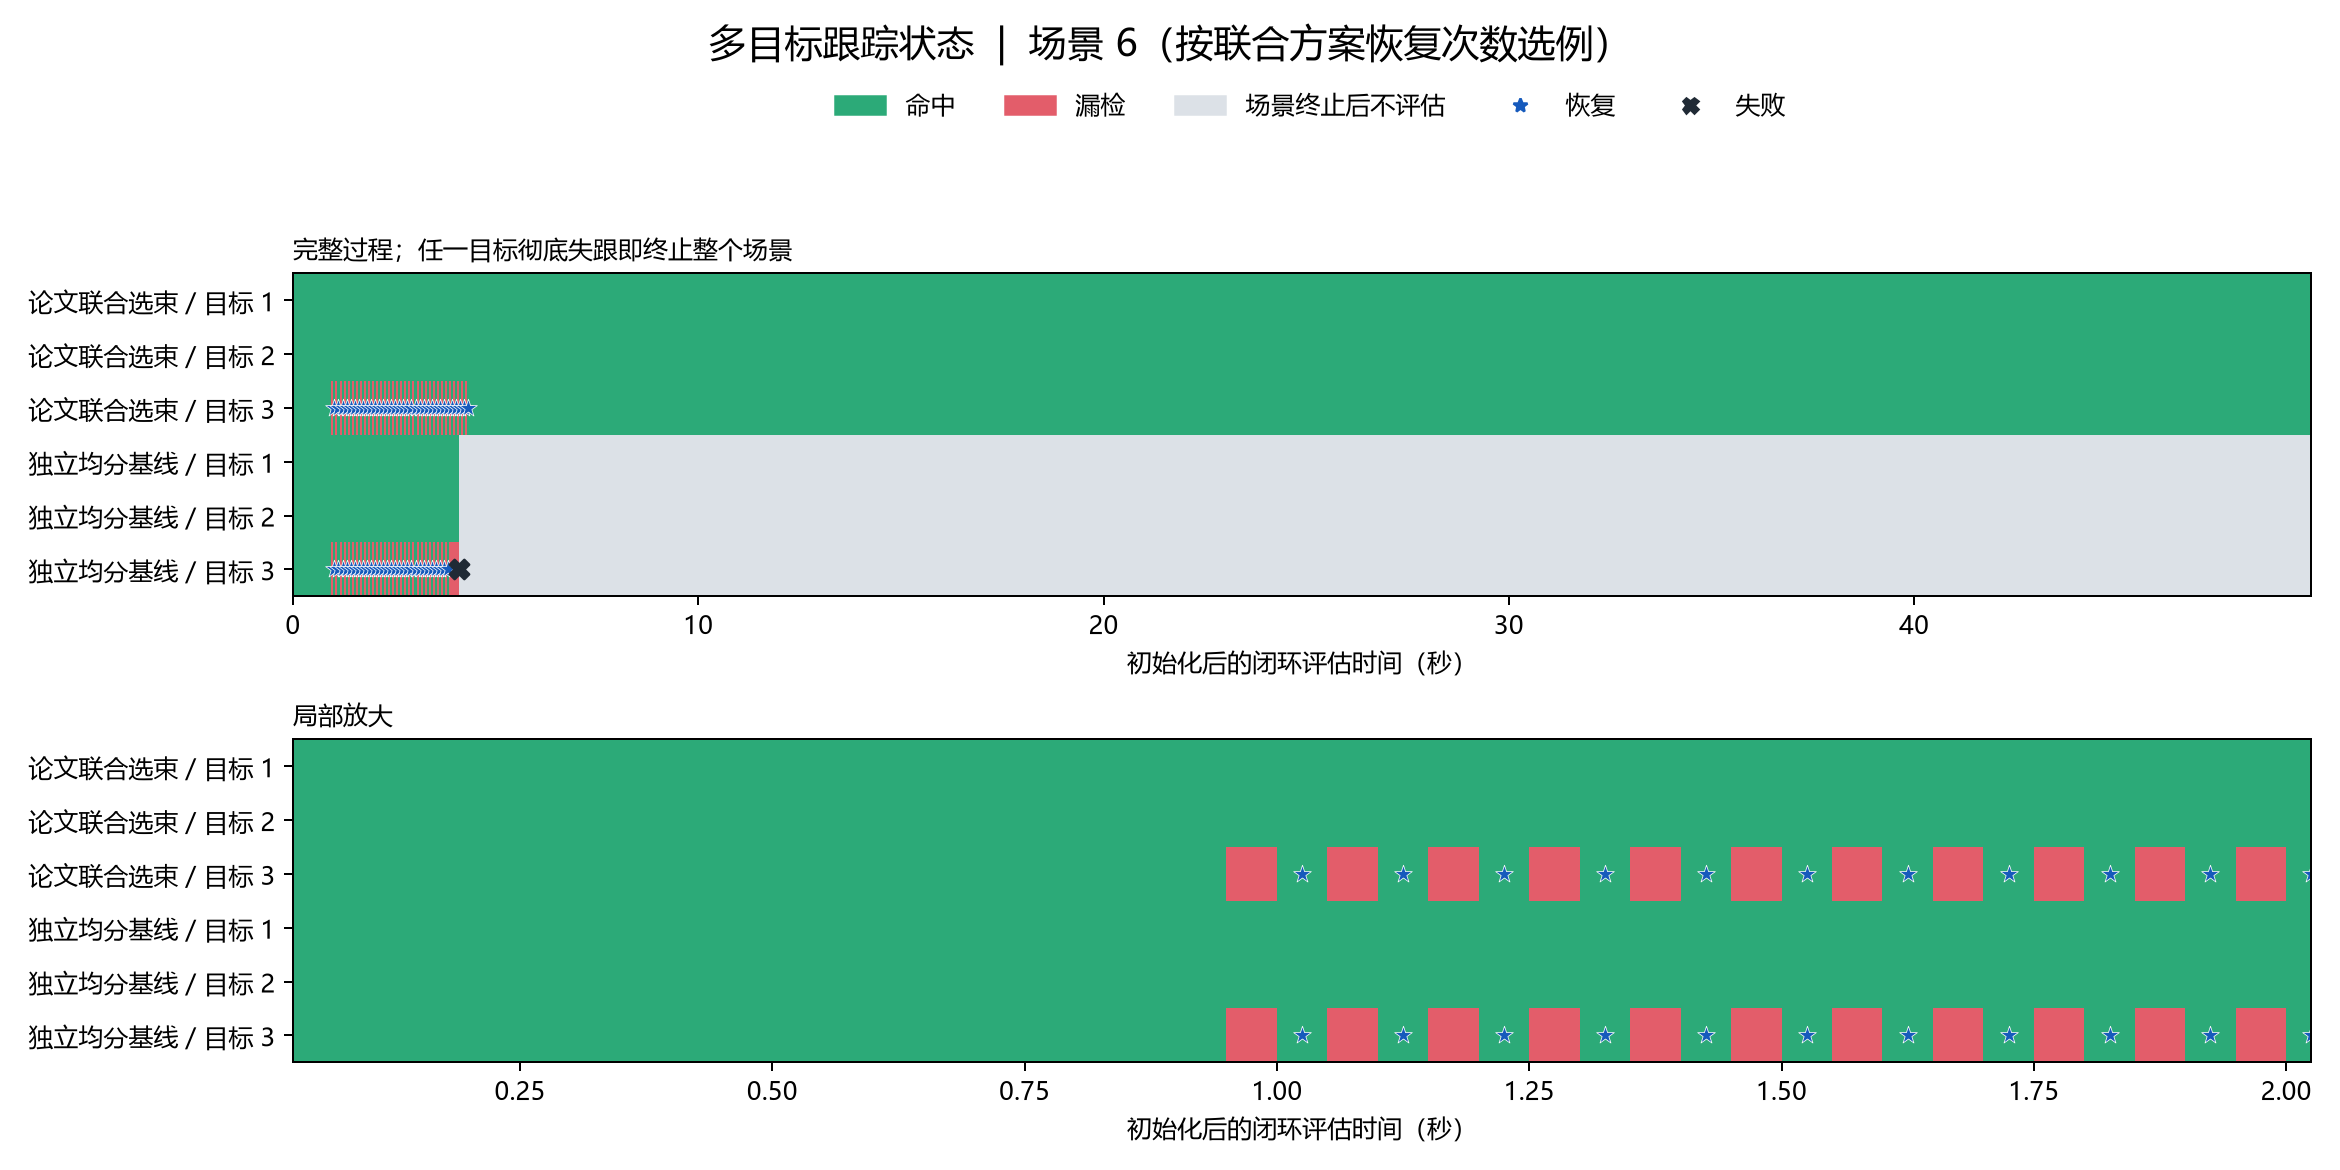 多目标跟踪状态 | 场景 6（按联合方案恢复次数选例）
命中 漏检 场景终止后不评估 恢复 失败
完整过程；任一目标彻底失跟即终止整个场景
论文联合选束 / 目标 1
论文联合选束 / 目标 2
论文联合选束 / 目标 3
独立均分基线 / 目标 1
独立均分基线 / 目标 2
独立均分基线 / 目标 3
0 10 20 30 40
初始化后的闭环评估时间（秒）
局部放大
论文联合选束 / 目标 1
论文联合选束 / 目标 2
论文联合选束 / 目标 3
独立均分基线 / 目标 1
独立均分基线 / 目标 2
独立均分基线 / 目标 3
0.25 0.50 0.75 1.00 1.25 1.50 1.75 2.00
初始化后的闭环评估时间（秒）